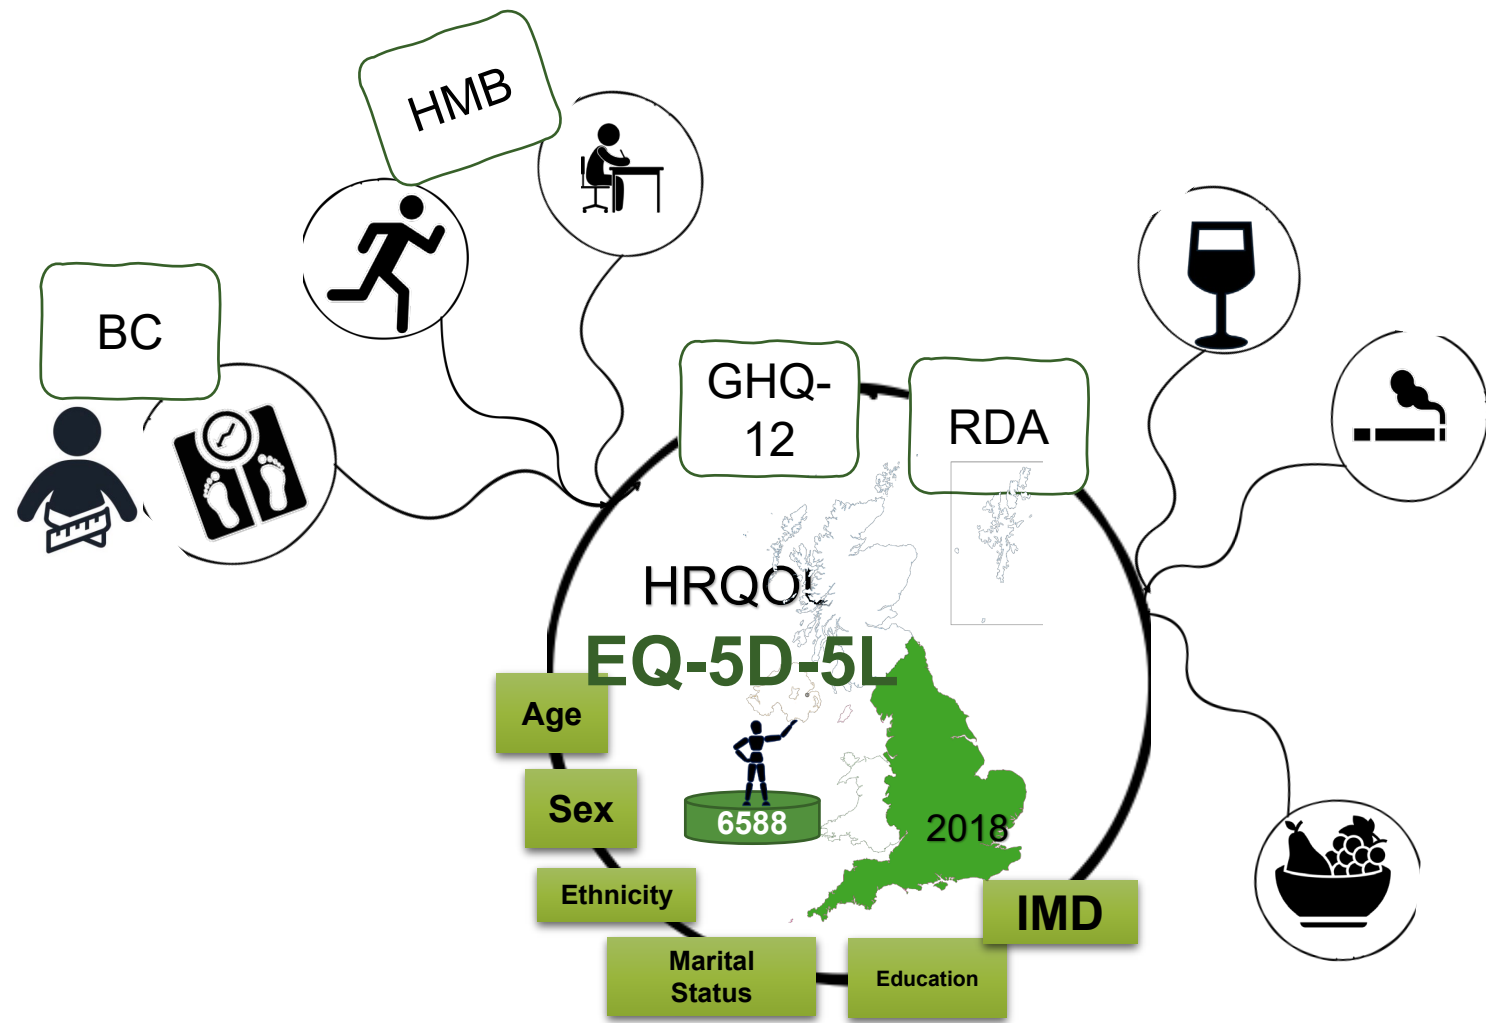 HMB
BC
GHQ-
12
RDA
HRQOL
EQ-5D-5L
Age
Sex
6588
2018
Ethnicity
IMD
Marital
Status
Education